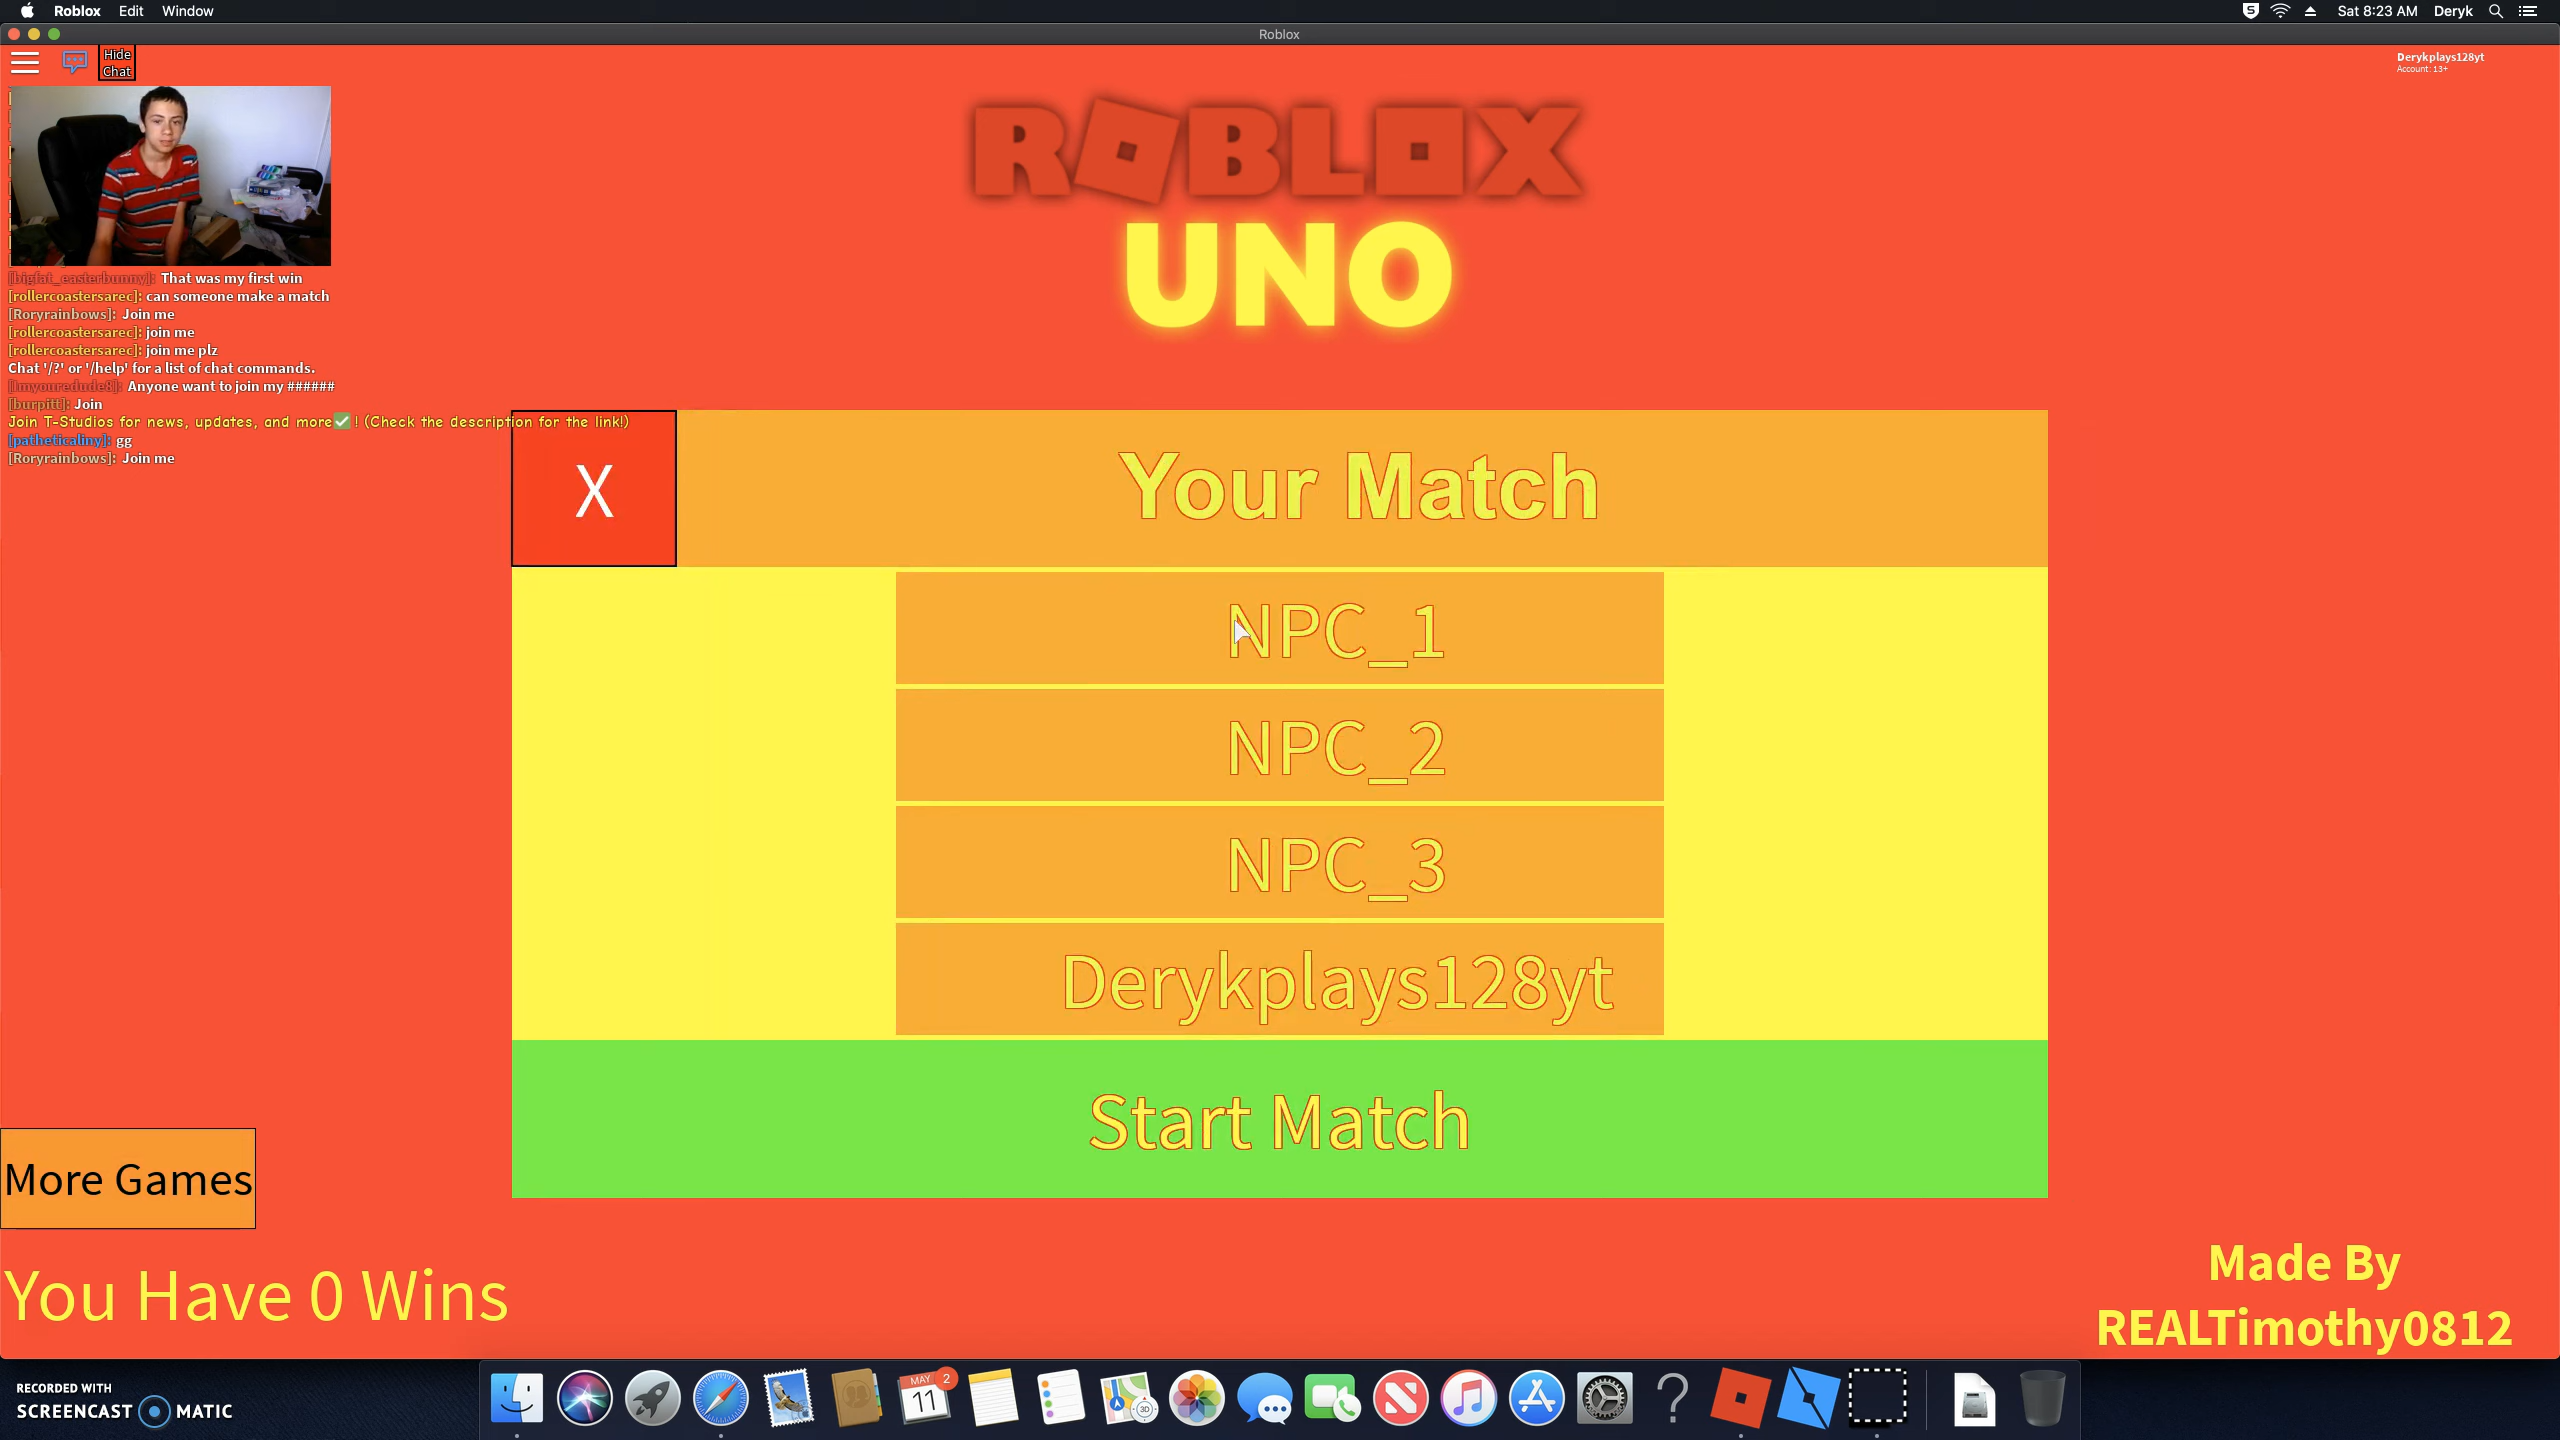 Roblox Edit Window
Sat 8:23 AM Deryk
Roblox
Hide
Chat
Derykplays128yt
Account: 13+
ROBLOX
UNO
[bigfat_easterbunny]: That was my first win
[rollercoastersarec]: can someone make a match
[Roryrainbows]: Join me
[rollercoastersarec]: join me
[rollercoastersarec]: join me plz
Chat '/?' or '/help' for a list of chat commands.
[Imyouredude8]: Anyone want to join my ######
[burpitt]: Join
Join T-Studios for news, updates, and more✅! (Check the description for the link!)
[patheticaliny]: gg
[Roryrainbows]: Join me
X
Your Match
NPC_1
NPC_2
NPC_3
Derykplays128yt
Start Match
More Games
You Have 0 Wins
Made By
REALTimothy0812
RECORDED WITH
SCREENCAST MATIC
MAY
11
2
3D